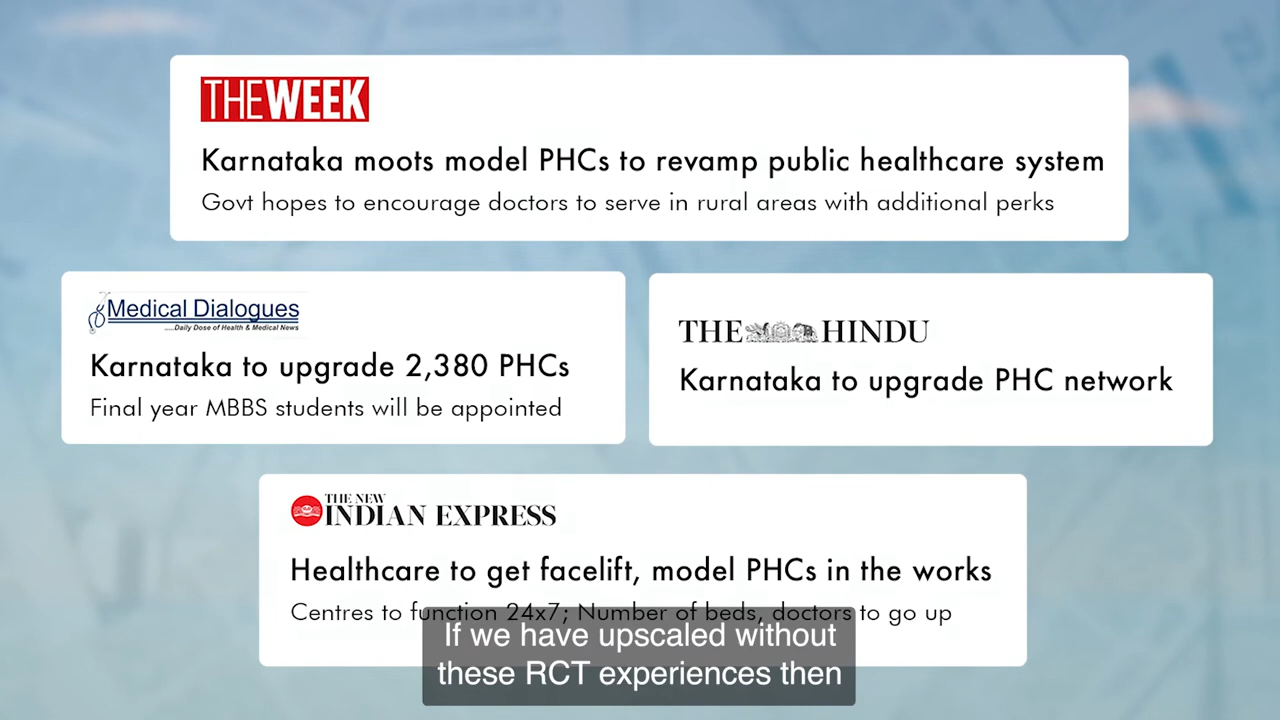 THE WEEK
Karnataka moots model PHCs to revamp public healthcare system
Govt hopes to encourage doctors to serve in rural areas with additional perks
Medical Dialogues
.....Daily Dose of Health & Medical News
Karnataka to upgrade 2,380 PHCs
Final year MBBS students will be appointed
THE HINDU
Karnataka to upgrade PHC network
THE NEW
INDIAN EXPRESS
Healthcare to get facelift, model PHCs in the works
Centres to function 24x7; Number of beds, doctors to go up
If we have upscaled without
these RCT experiences then